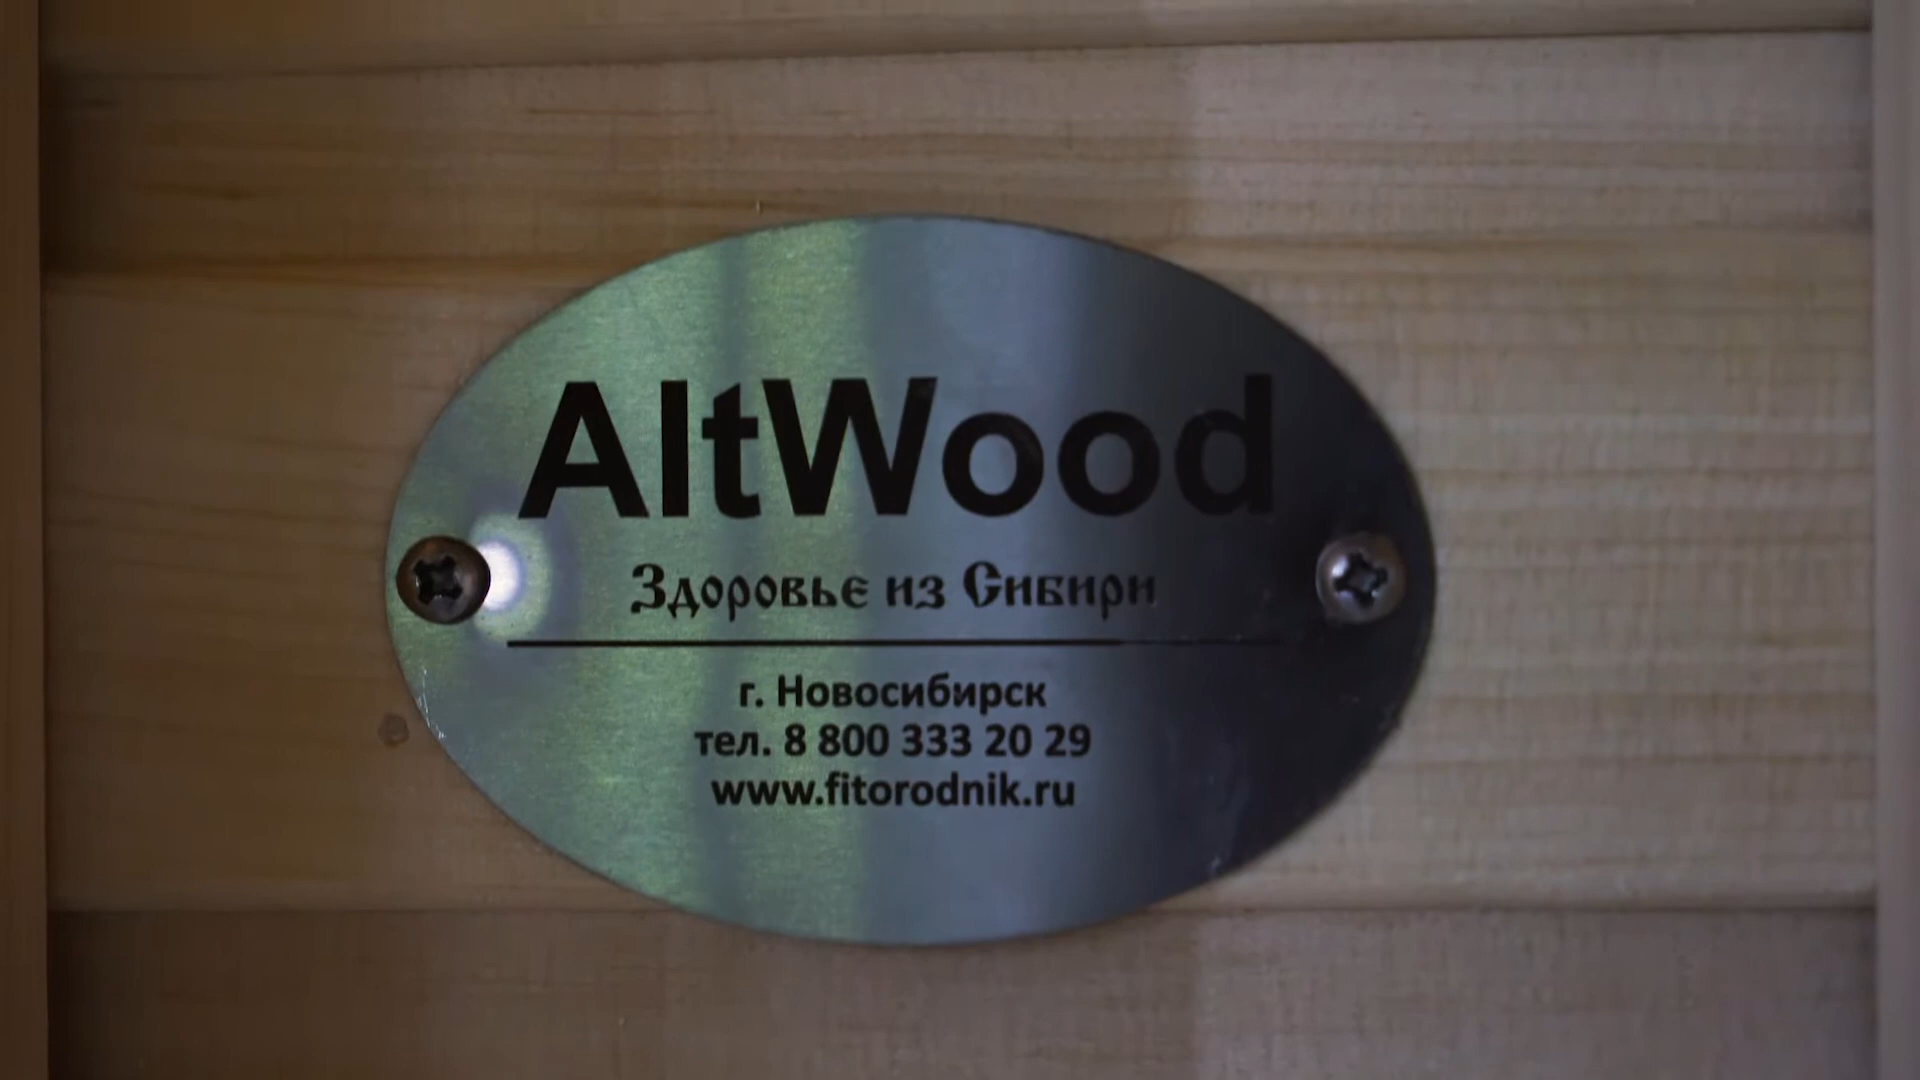 AltWood
Здоровье из Сибири
г. Новосибирск
тел. 8 800 333 20 29
www.fitorodnik.ru